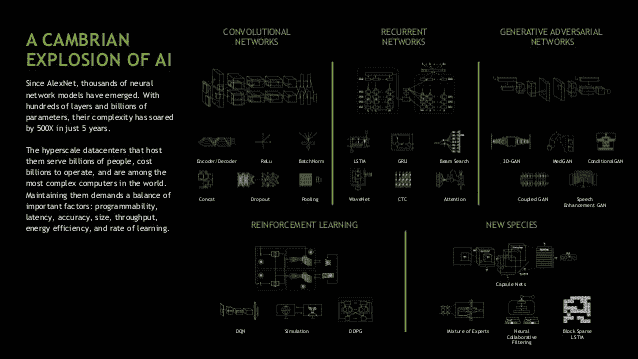 A CAMBRIAN
EXPLOSION OF AI
Since AlexNet, thousands of neural
network models have emerged. With
hundreds of layers and billions of
parameters, their complexity has soared
by 500X in just 5 years.
The hyperscale datacenters that host
them serve billions of people, cost
billions to operate, and are among the
most complex computers in the world.
Maintaining them demands a balance of
important factors: programmability,
latency, accuracy, size, throughput,
energy efficiency, and rate of learning.
CONVOLUTIONAL
NETWORKS
Encoder/Decoder
ReLu
BatchNorm
Concat
Dropout
Pooling
RECURRENT
NETWORKS
LSTM
GRU
Beam Search
WaveNet
CTC
Attention
GENERATIVE ADVERSARIAL
NETWORKS
3D-GAN
MedGAN
ConditionalGAN
Coupled GAN
Speech
Enhancement GAN
REINFORCEMENT LEARNING
DQN
Simulation
DDPG
NEW SPECIES
Capsule Nets
Mixture of Experts
Neural
Collaborative
Filtering
Block Sparse
LSTM